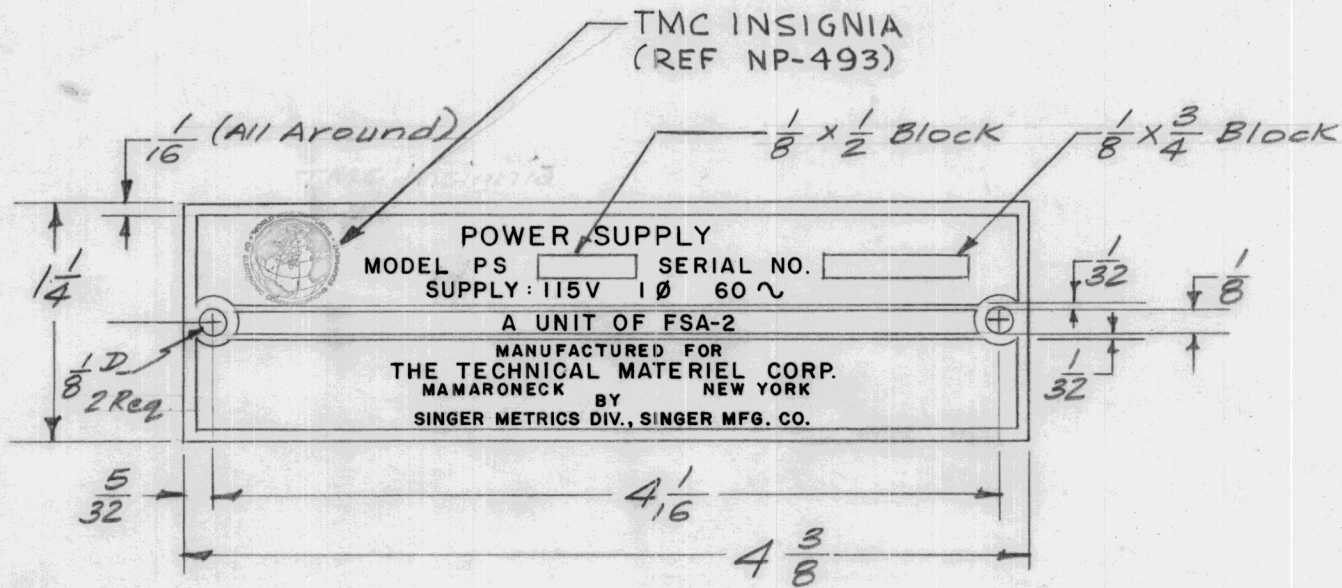 TMC INSIGNIA
(REF NP-493)
1/16 (All Around)
1/8 x 1/2 Block
1/8 x 3/4 Block
POWER SUPPLY
MODEL PS SERIAL NO.
SUPPLY: 115V 1Ø 60 ∿
A UNIT OF FSA-2
MANUFACTURED FOR
THE TECHNICAL MATERIEL CORP.
MAMARONECK NEW YORK
BY
SINGER METRICS DIV., SINGER MFG. CO.
1 1/4
1/8 D
2 Req
1/32
1/8
1/32
5/32
4 1/16
4 3/8